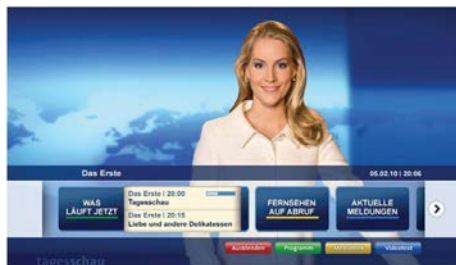 Das Erste
05.02.10 | 20:06
WAS
LÄUFT JETZT
Das Erste | 20:00
Tagesschau
Das Erste | 20:15
Liebe und andere Delikatessen
FERNSEHEN
AUF ABRUF
AKTUELLE
MELDUNGEN
Ausblenden
Programm
Mediathek
Videotext
tagesschau